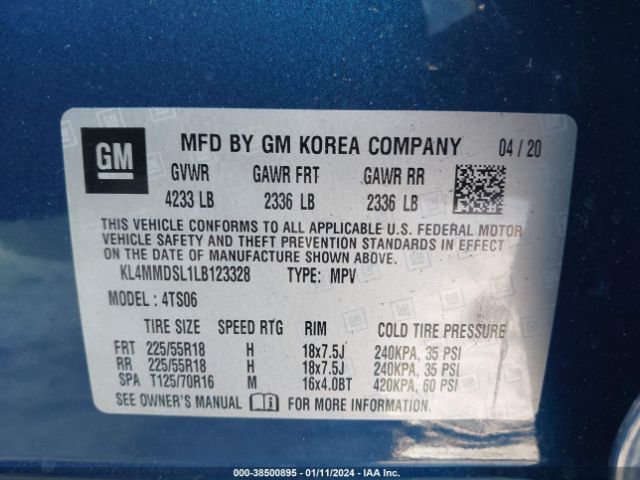 GM MFD BY GM KOREA COMPANY 04 / 20
GVWR GAWR FRT GAWR RR
4233 LB 2336 LB 2336 LB
THIS VEHICLE CONFORMS TO ALL APPLICABLE U.S. FEDERAL MOTOR
VEHICLE SAFETY AND THEFT PREVENTION STANDARDS IN EFFECT
ON THE DATE OF MANUFACTURE SHOWN ABOVE.
KL4MMDSL1LB123328 TYPE: MPV
MODEL : 4TS06
TIRE SIZE SPEED RTG RIM COLD TIRE PRESSURE
FRT 225/55R18 H 18x7.5J 240KPA, 35 PSI
RR 225/55R18 H 18x7.5J 240KPA, 35 PSI
SPA T125/70R16 M 16x4.0BT 420KPA, 60 PSI
SEE OWNER'S MANUAL FOR MORE INFORMATION.
000-38500895 - 01/11/2024 - IAA Inc.